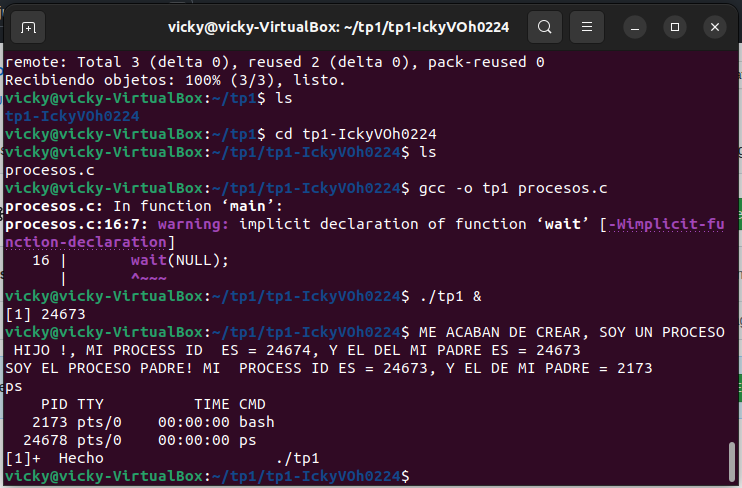 vicky@vicky-VirtualBox: ~/tp1/tp1-IckyVOh0224
remote: Total 3 (delta 0), reused 2 (delta 0), pack-reused 0
Recibiendo objetos: 100% (3/3), listo.
vicky@vicky-VirtualBox:~/tp1$ ls
tp1-IckyVOh0224
vicky@vicky-VirtualBox:~/tp1$ cd tp1-IckyVOh0224
vicky@vicky-VirtualBox:~/tp1/tp1-IckyVOh0224$ ls
procesos.c
vicky@vicky-VirtualBox:~/tp1/tp1-IckyVOh0224$ gcc -o tp1 procesos.c
procesos.c: In function ‘main’:
procesos.c:16:7: warning: implicit declaration of function ‘wait’ [-Wimplicit-fu
nction-declaration]
   16 |       wait(NULL);
      |       ^~~~
vicky@vicky-VirtualBox:~/tp1/tp1-IckyVOh0224$ ./tp1 &
[1] 24673
vicky@vicky-VirtualBox:~/tp1/tp1-IckyVOh0224$ ME ACABAN DE CREAR, SOY UN PROCESO
 HIJO !, MI PROCESS ID  ES = 24674, Y EL DEL MI PADRE ES = 24673
SOY EL PROCESO PADRE! MI  PROCESS ID ES = 24673, Y EL DE MI PADRE = 2173
ps
    PID TTY          TIME CMD
   2173 pts/0    00:00:00 bash
  24678 pts/0    00:00:00 ps
[1]+  Hecho                   ./tp1
vicky@vicky-VirtualBox:~/tp1/tp1-IckyVOh0224$